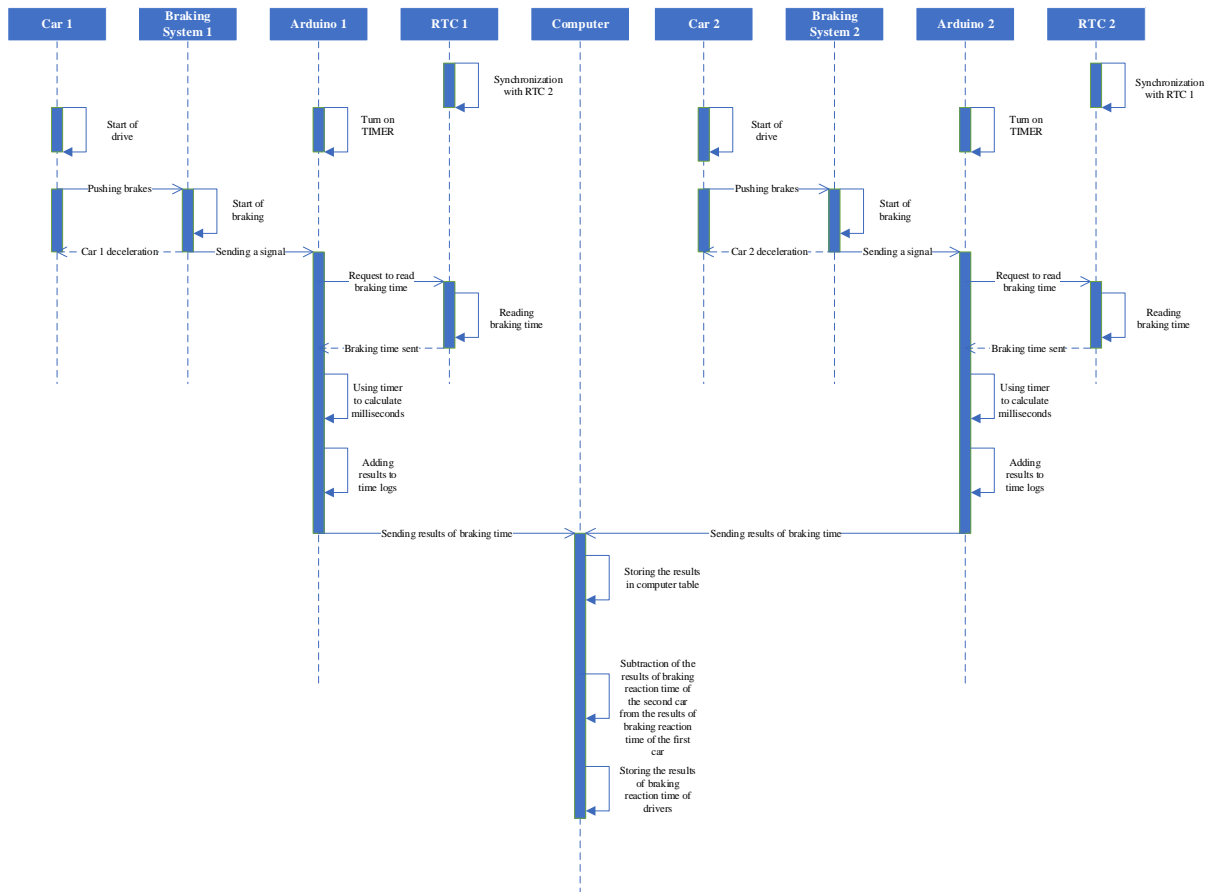 Car 1
Braking
System 1
Arduino 1
RTC 1
Computer
Car 2
Braking
System 2
Arduino 2
RTC 2
Synchronization
with RTC 2
Synchronization
with RTC 1
Start of
drive
Turn on
TIMER
Start of
drive
Turn on
TIMER
Pushing brakes
Pushing brakes
Start of
braking
Start of
braking
Car 1 deceleration
Sending a signal
Car 2 deceleration
Sending a signal
Request to read
braking time
Request to read
braking time
Reading
braking time
Reading
braking time
Braking time sent
Braking time sent
Using timer
to calculate
milliseconds
Using timer
to calculate
milliseconds
Adding
results to
time logs
Adding
results to
time logs
Sending results of braking time
Sending results of braking time
Storing the results
in computer table
Subtraction of the
results of braking
reaction time of
the second car
from the results of
braking reaction
time of the first
car
Storing the results
of braking
reaction time of
drivers